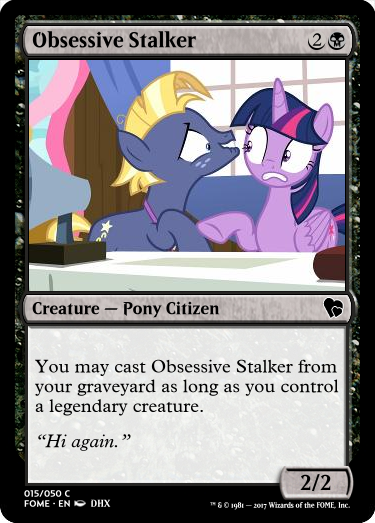 Obsessive Stalker 2
Creature — Pony Citizen
You may cast Obsessive Stalker from
your graveyard as long as you control
a legendary creature.
“Hi again.”
2/2
015/050 C
FOME · EN DHX
™ & © 1981 — 2017 Wizards of the FOME, Inc.